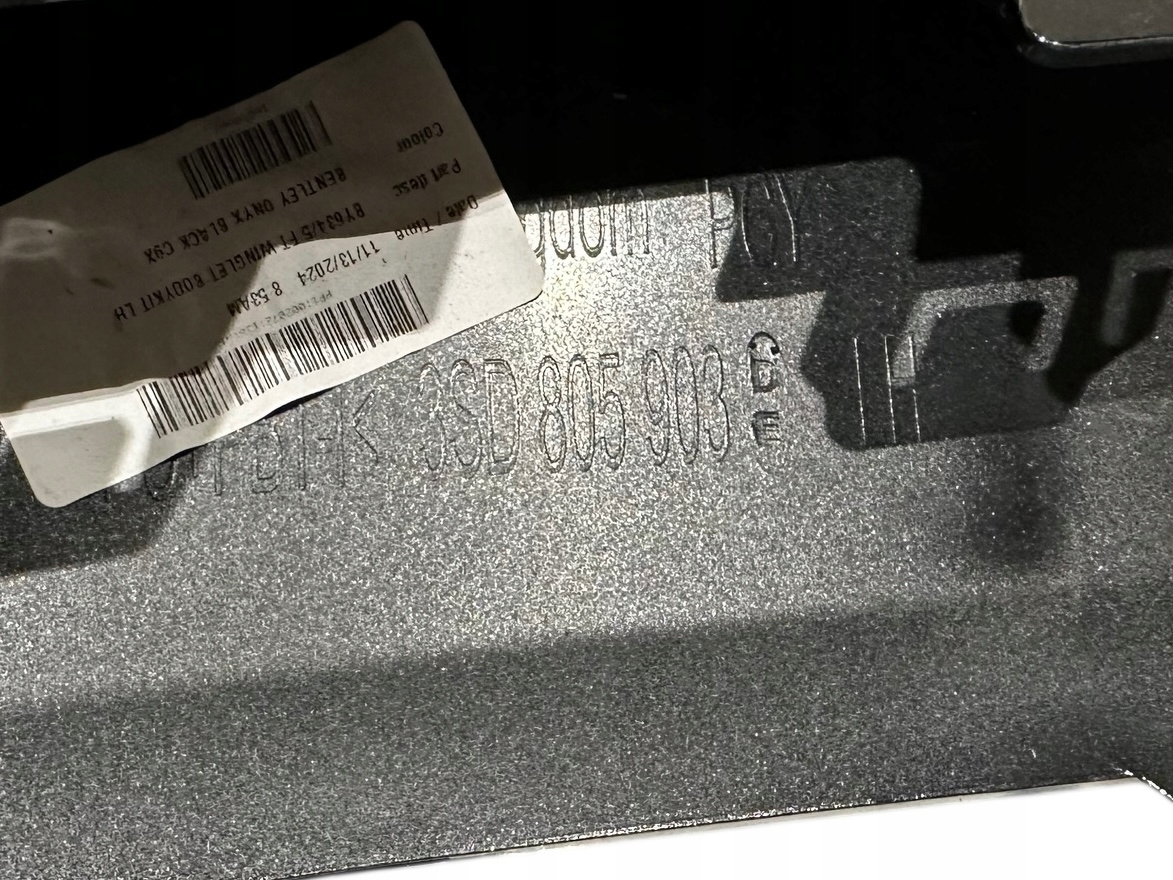 Date / Time 11/13/2024 8 53AM
Part desc BY634/5 FT WINGLET BODYKIT LH
Colour BENTLEY ONYX BLACK C9X
PCY
3SD 805 903
C
D
E